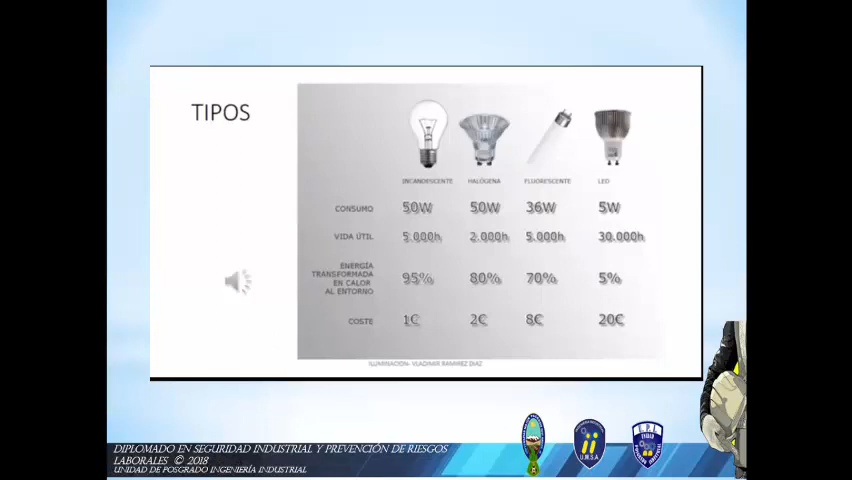 TIPOS
INCANDESCENTE HALÓGENA FLUORESCENTE LED
CONSUMO 50W 50W 36W 5W
VIDA ÚTIL 5.000h 2.000h 5.000h 30.000h
ENERGÍA
TRANSFORMADA
EN CALOR
AL ENTORNO
95% 80% 70% 5%
COSTE 1€ 2€ 8€ 20€
ILUMINACION- VLADIMIR RAMIREZ DIAZ
DIPLOMADO EN SEGURIDAD INDUSTRIAL Y PREVENCIÓN DE RIESGOS
LABORALES © 2018
UNIDAD DE POSGRADO INGENIERÍA INDUSTRIAL
U.M.S.A.